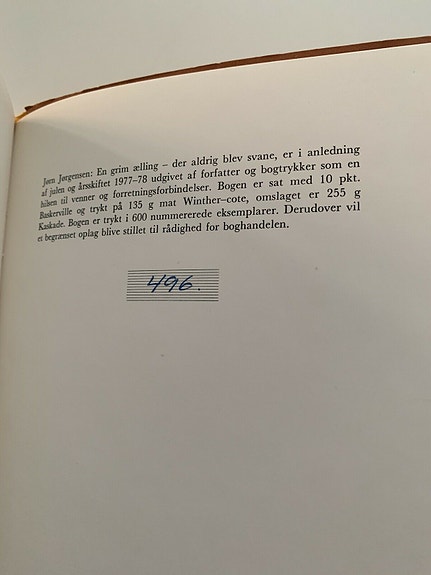 Jørn Jørgensen: En grim ælling – der aldrig blev svane, er i anledning
af julen og årsskiftet 1977–78 udgivet af forfatter og bogtrykker som en
hilsen til venner og forretningsforbindelser. Bogen er sat med 10 pkt.
Baskerville og trykt på 135 g mat Winther–cote, omslaget er 255 g
Kaskade. Bogen er trykt i 600 nummererede eksemplarer. Derudover vil
et begrænset oplag blive stillet til rådighed for boghandelen.
496.